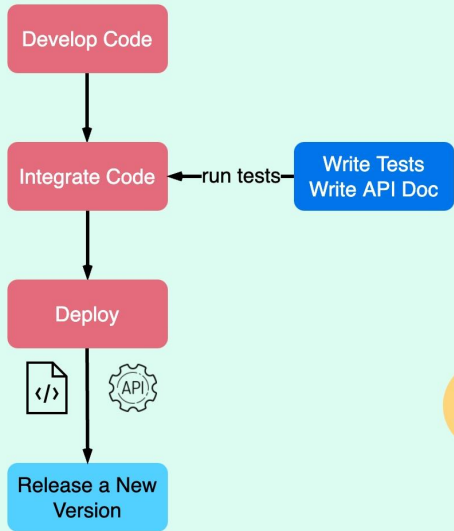 Develop Code
Integrate Code
run tests
Write Tests
Write API Doc
Deploy
</>
API
Release a New
Version